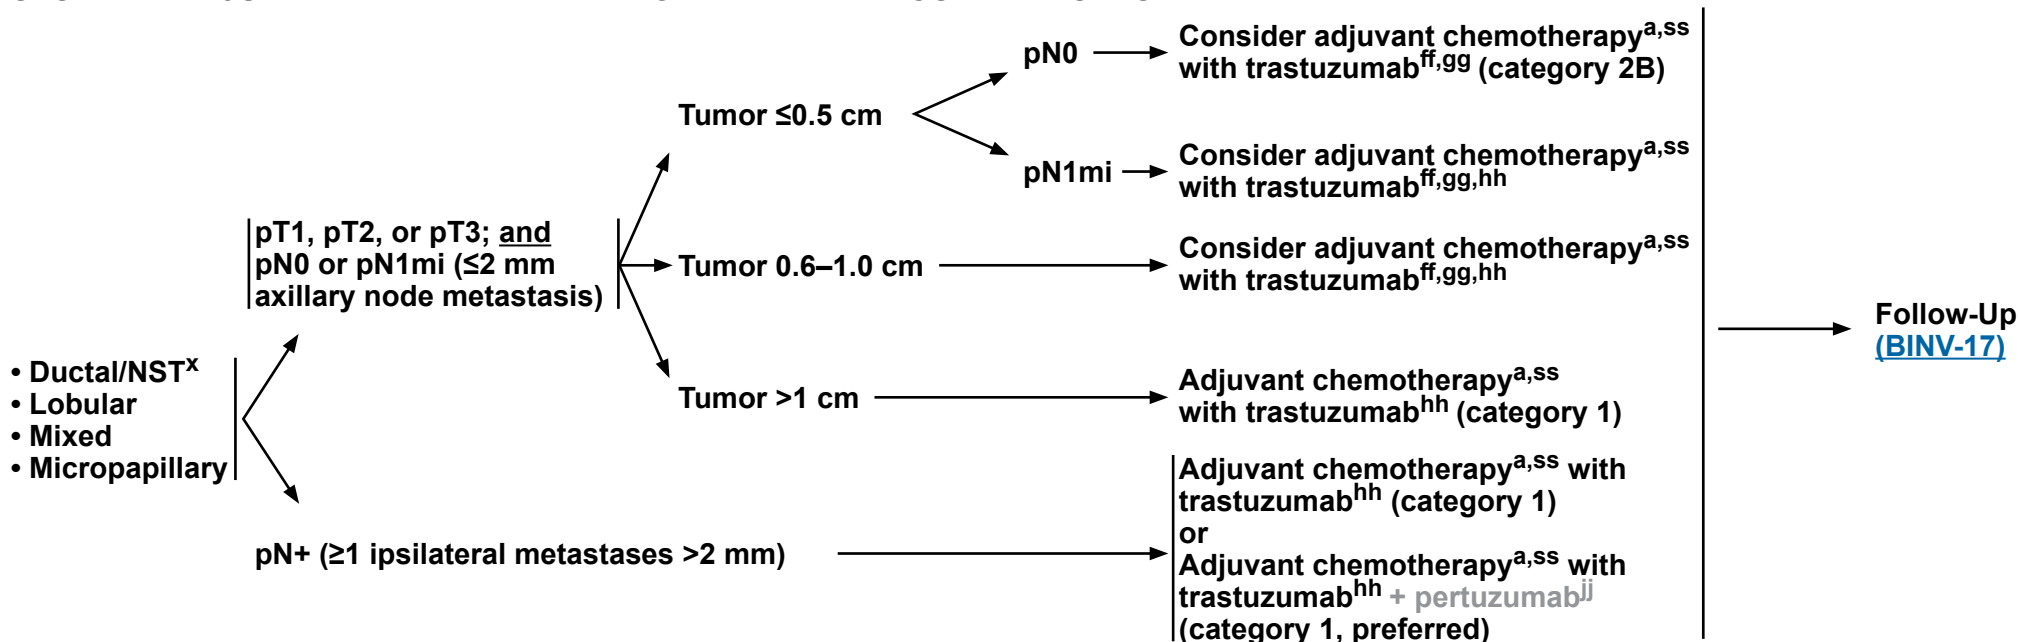 • Ductal/NSTx
• Lobular
• Mixed
• Micropapillary
pT1, pT2, or pT3; and
pN0 or pN1mi (≤2 mm
axillary node metastasis)
pN+ (≥1 ipsilateral metastases >2 mm)
Tumor ≤0.5 cm
pN0
Consider adjuvant chemotherapya,ss
with trastuzumabff,gg (category 2B)
pN1mi
Consider adjuvant chemotherapya,ss
with trastuzumabff,gg,hh
Tumor 0.6–1.0 cm
Consider adjuvant chemotherapya,ss
with trastuzumabff,gg,hh
Tumor >1 cm
Adjuvant chemotherapya,ss
with trastuzumabhh (category 1)
Adjuvant chemotherapya,ss with
trastuzumabhh (category 1)
or
Adjuvant chemotherapya,ss with
trastuzumabhh + pertuzumabjj
(category 1, preferred)
Follow-Up
(BINV-17)